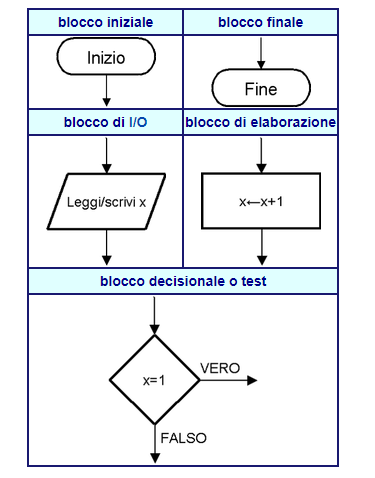 blocco iniziale
blocco finale
Inizio
Fine
blocco di I/O
blocco di elaborazione
Leggi/scrivi x
x←x+1
blocco decisionale o test
x=1
VERO
FALSO